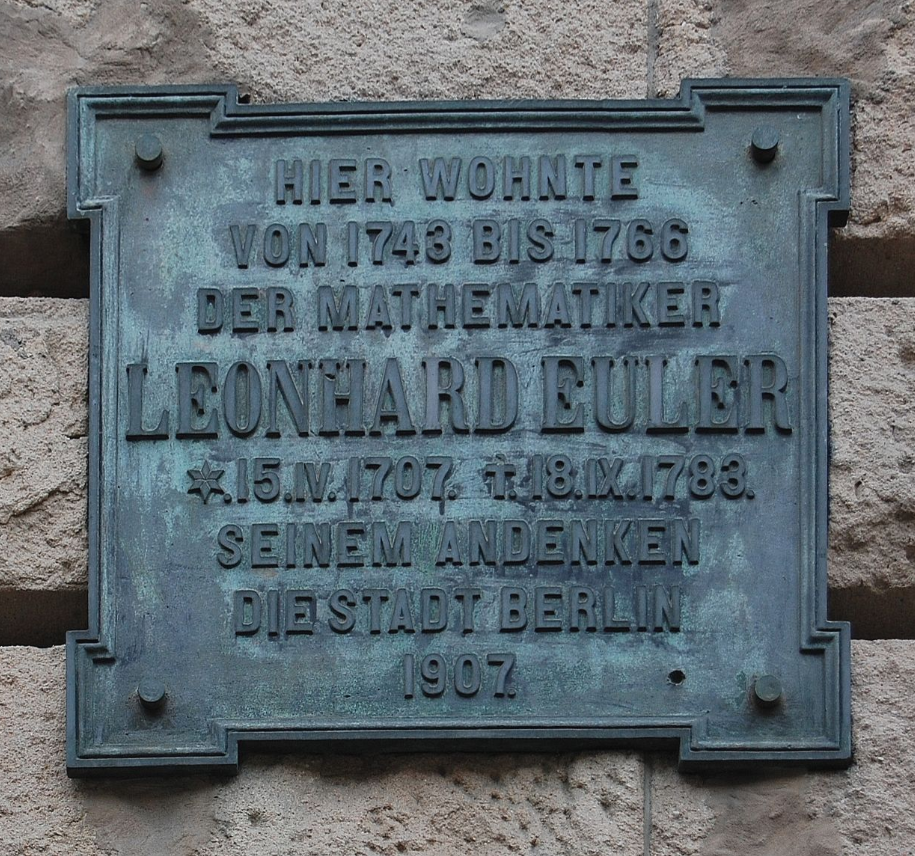 HIER WOHNTE
VON 1743 BIS 1766
DER MATHEMATIKER
LEONHARD EULER
✶.15.IV.1707. ✝.18.IX.1783.
SEINEM ANDENKEN
DIE STADT BERLIN
1907.